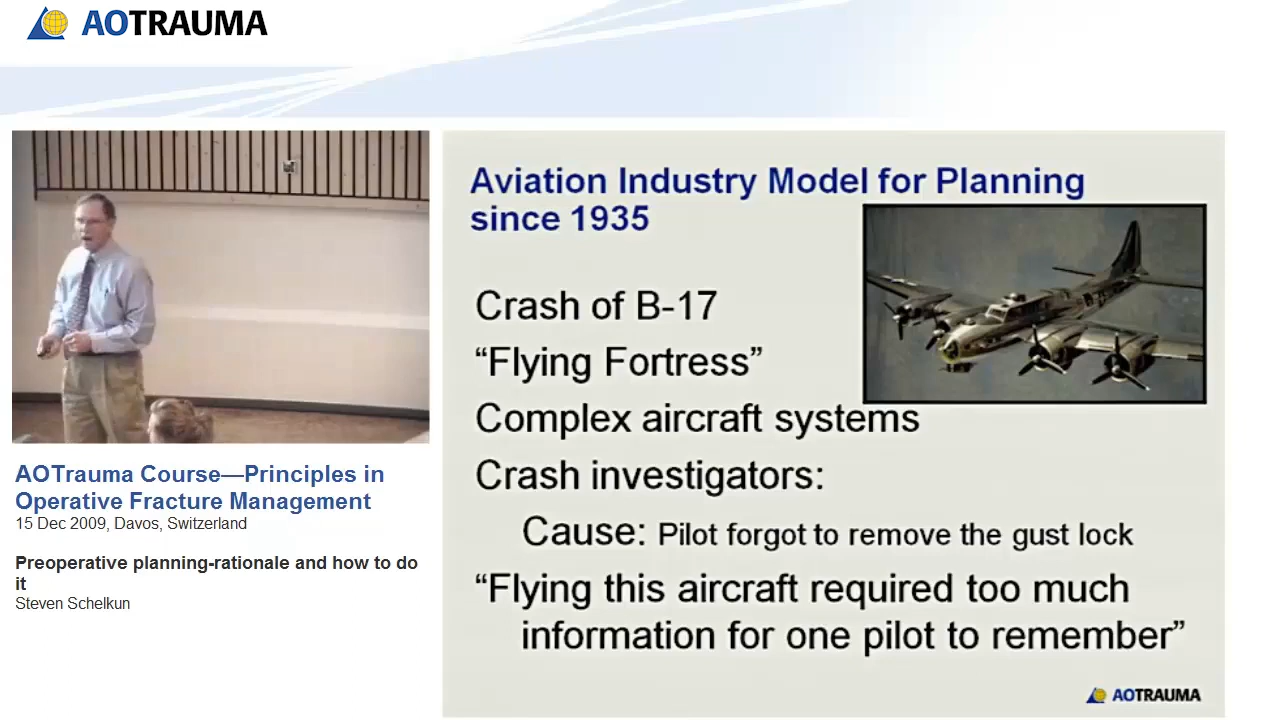 AOTRAUMA
Aviation Industry Model for Planning
since 1935
Crash of B-17
“Flying Fortress”
Complex aircraft systems
Crash investigators:
Cause: Pilot forgot to remove the gust lock
“Flying this aircraft required too much
information for one pilot to remember”
AOTRAUMA
AOTrauma Course—Principles in
Operative Fracture Management
15 Dec 2009, Davos, Switzerland
Preoperative planning-rationale and how to do
it
Steven Schelkun